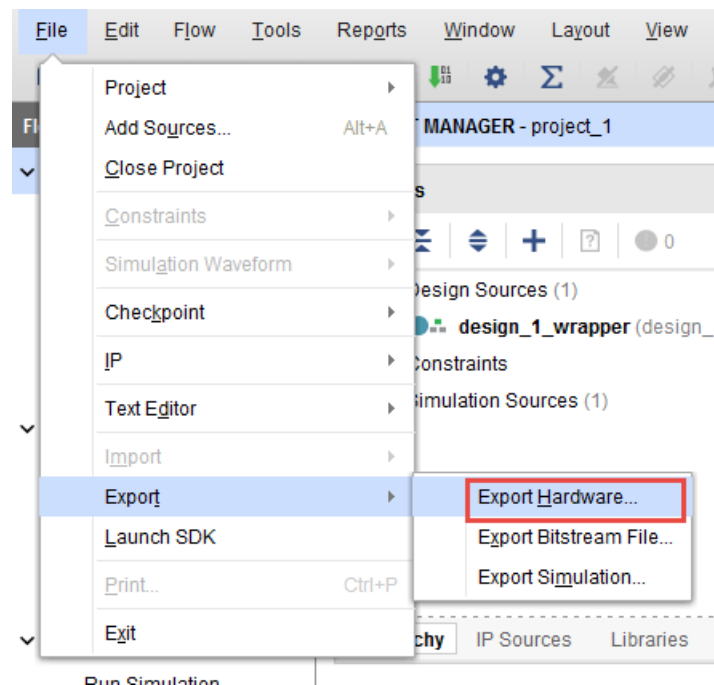 File Edit Flow Tools Reports Window Layout View
Project
Add Sources... Alt+A
MANAGER - project_1
Close Project
s
Constraints
0
Simulation Waveform
Design Sources (1)
Checkpoint
design_1_wrapper (design_
IP
Constraints
Text Editor
Simulation Sources (1)
Import
Export
Export Hardware...
Launch SDK
Export Bitstream File...
Print... Ctrl+P
Export Simulation...
Exit
chy IP Sources Libraries
Run Simulation